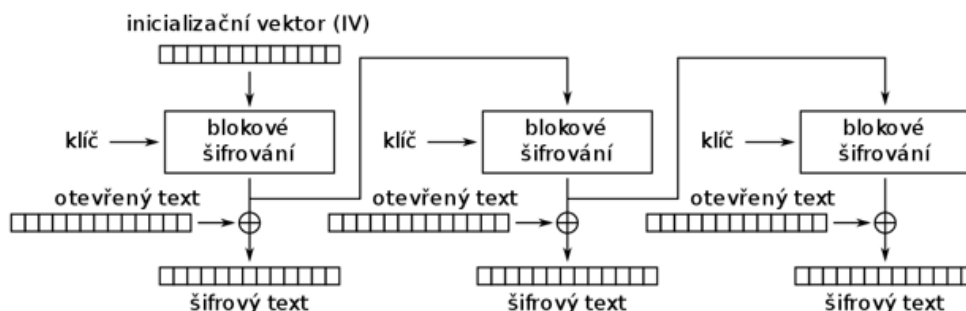 inicializační vektor (IV)
klíč
blokové
šifrování
klíč
blokové
šifrování
klíč
blokové
šifrování
otevřený text
otevřený text
otevřený text
šifrový text
šifrový text
šifrový text